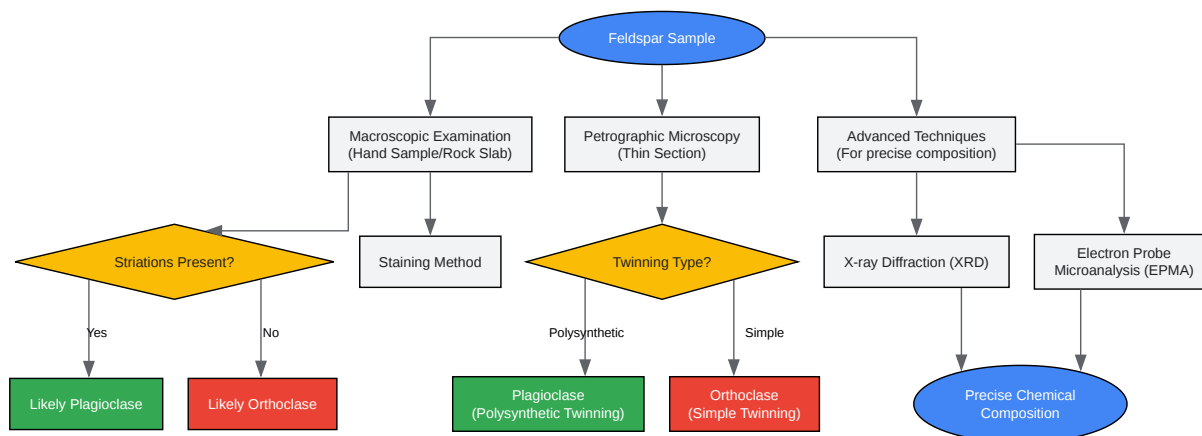 Feldspar Sample
Macroscopic Examination
(Hand Sample/Rock Slab)
Petrographic Microscopy
(Thin Section)
Advanced Techniques
(For precise composition)
Striations Present?
Staining Method
Twinning Type?
X-ray Diffraction (XRD)
Electron Probe
Microanalysis (EPMA)
Yes
No
Polysynthetic
Simple
Likely Plagioclase
Likely Orthoclase
Plagioclase
(Polysynthetic Twinning)
Orthoclase
(Simple Twinning)
Precise Chemical
Composition